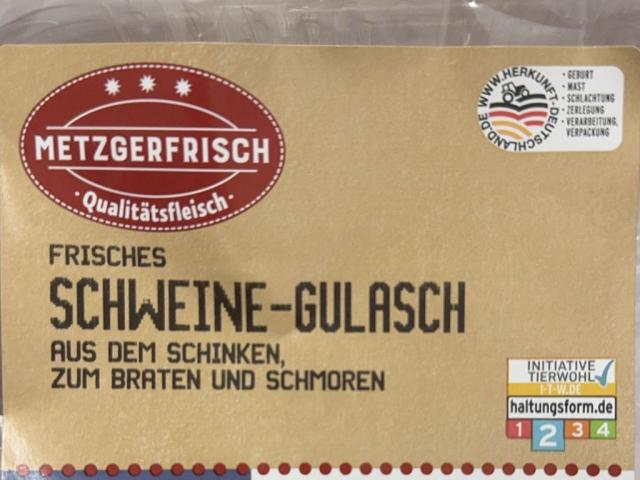 METZGERFRISCH
· Qualitätsfleisch ·
WWW.HERKUNFT-DEUTSCHLAND.DE
· GEBURT
· MAST
· SCHLACHTUNG
· ZERLEGUNG
· VERARBEITUNG,
VERPACKUNG
FRISCHES
SCHWEINE-GULASCH
AUS DEM SCHINKEN,
ZUM BRATEN UND SCHMOREN
INITIATIVE
TIERWOHL
I-T-W.DE
haltungsform.de
1 2 3 4